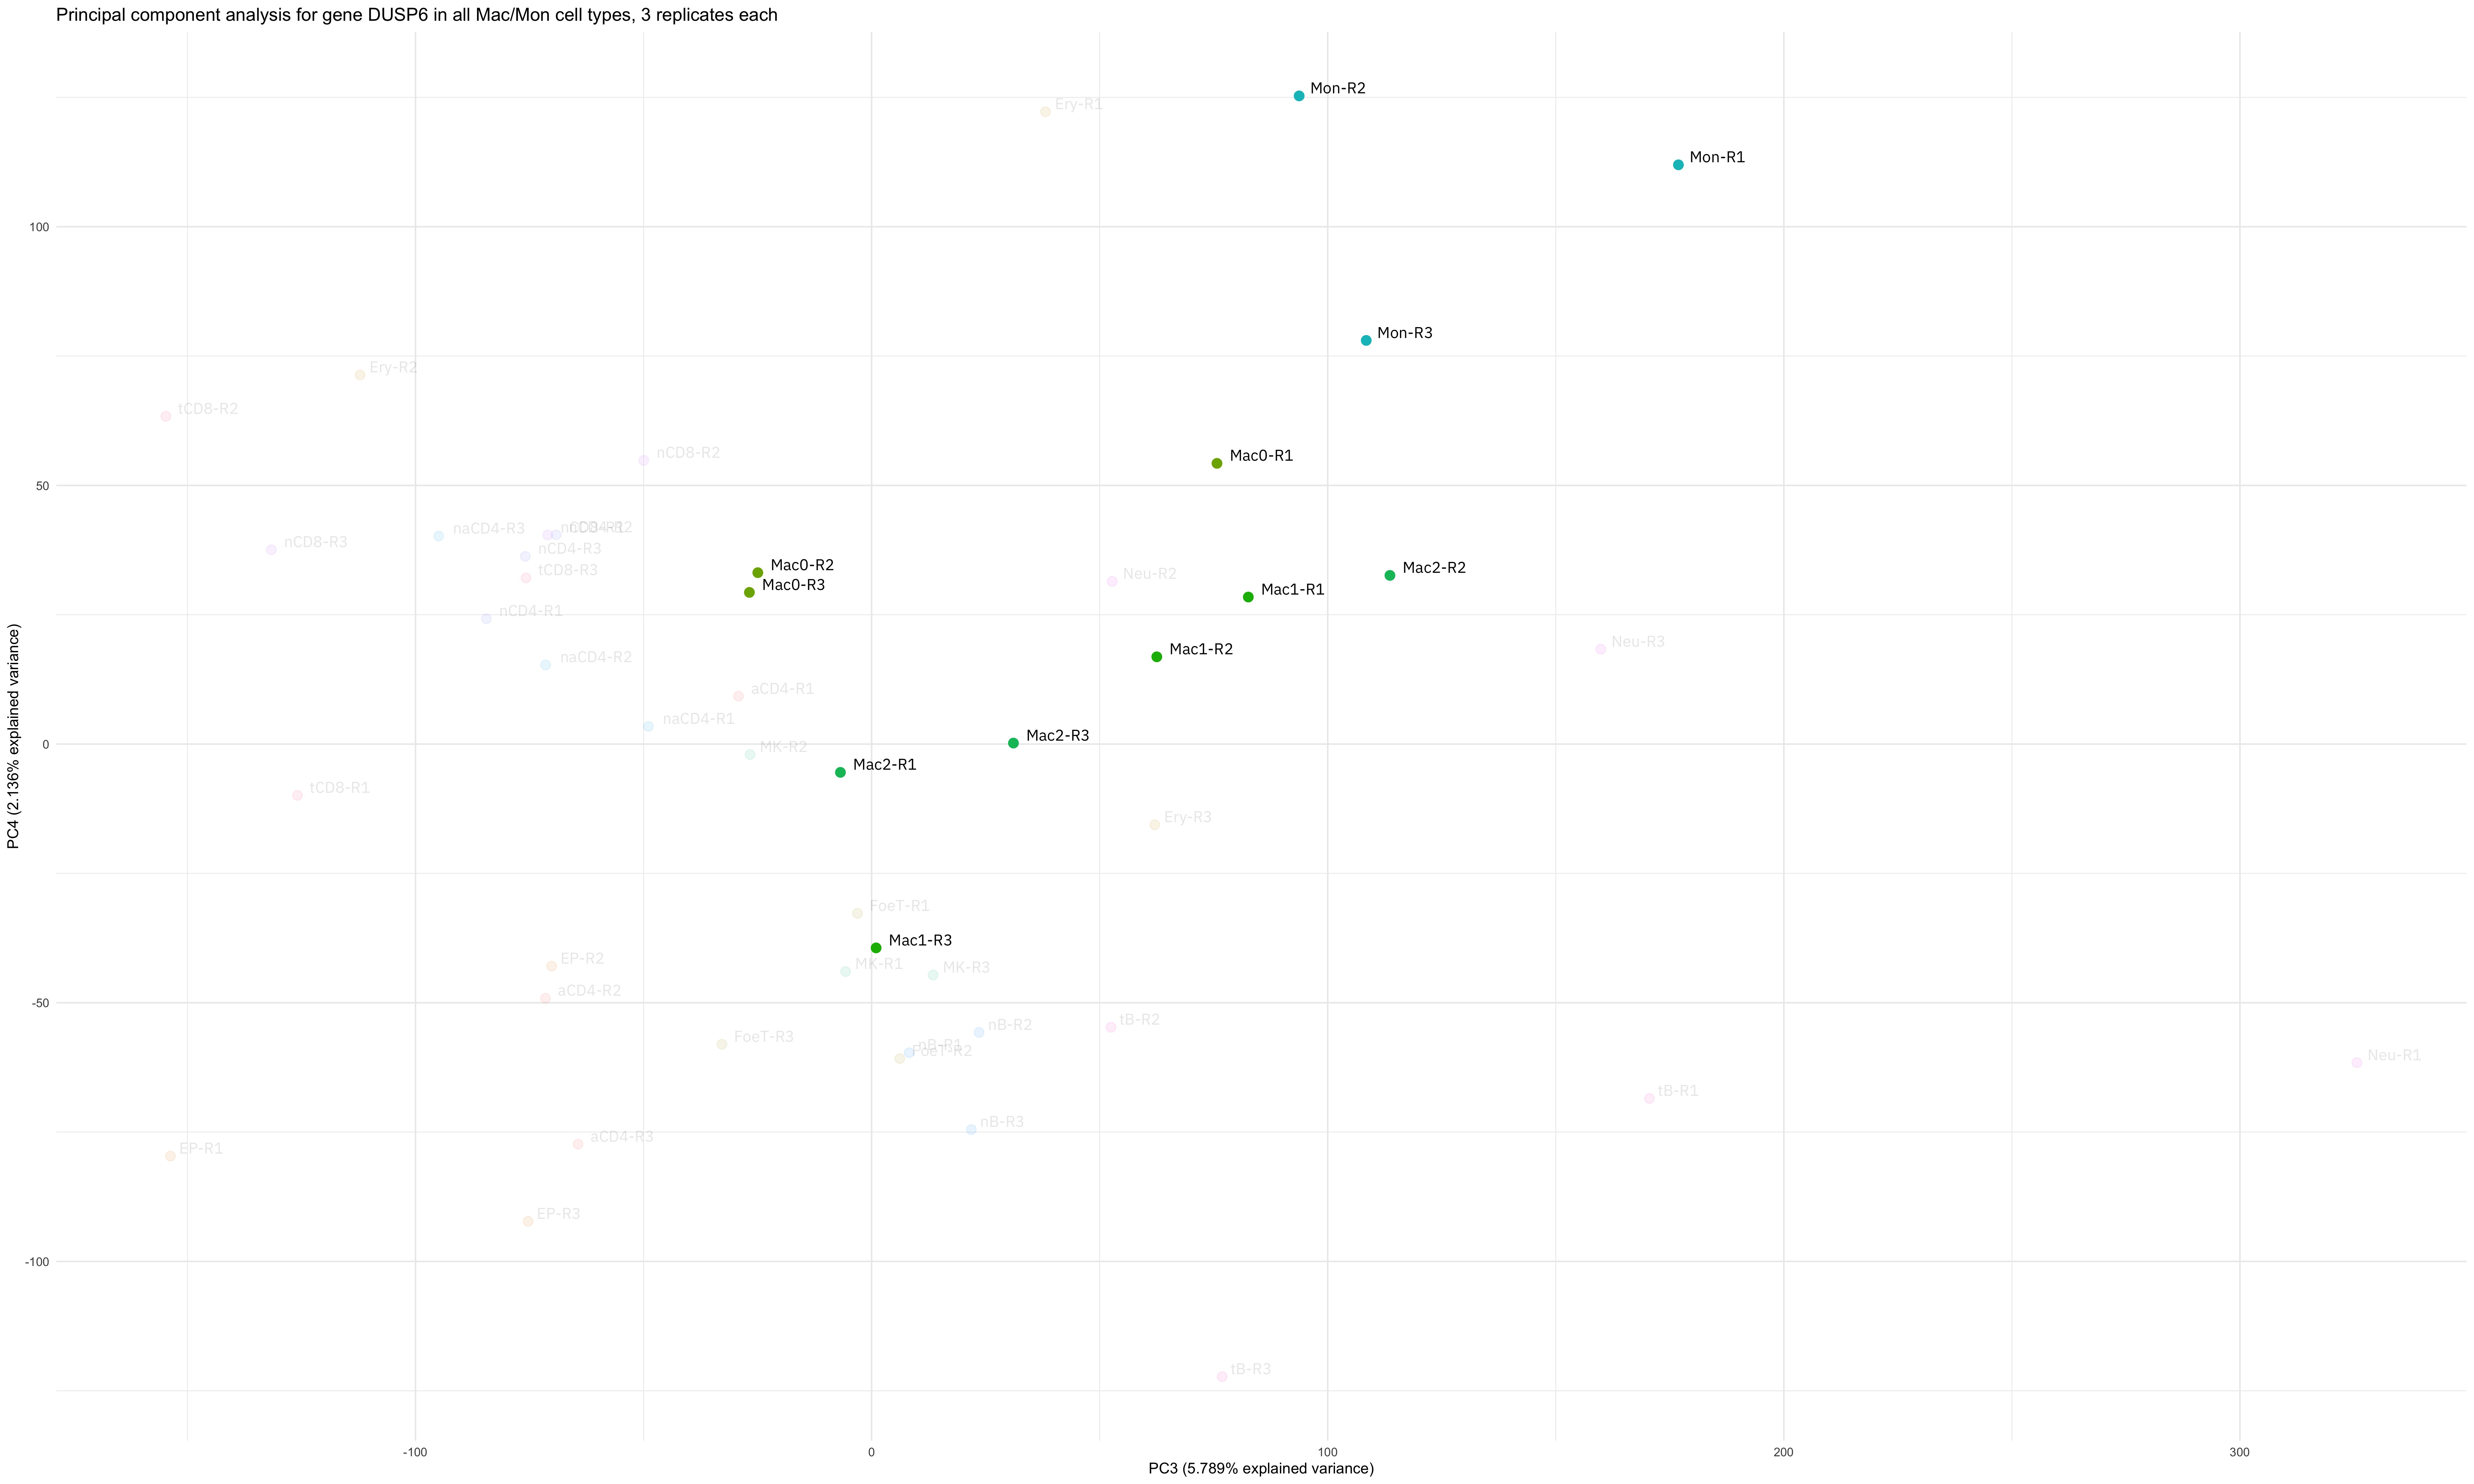 Principal component analysis for gene DUSP6 in all Mac/Mon cell types, 3 replicates each
Mon-R2
Ery-R1
Mon-R1
100
Mon-R3
Ery-R2
tCD8-R2
nCD8-R2
Mac0-R1
50
naCD4-R3
nCD8-R1
nCD4-R2
nCD8-R3
nCD4-R3
tCD8-R3
Mac0-R2
Mac0-R3
Neu-R2
Mac2-R2
Mac1-R1
nCD4-R1
Neu-R3
Mac1-R2
naCD4-R2
aCD4-R1
naCD4-R1
0
Mac2-R3
MK-R2
Mac2-R1
tCD8-R1
Ery-R3
FoeT-R1
Mac1-R3
EP-R2
MK-R1
MK-R3
aCD4-R2
-50
tB-R2
nB-R2
FoeT-R3
nB-R1
FoeT-R2
Neu-R1
tB-R1
nB-R3
aCD4-R3
EP-R1
EP-R3
-100
tB-R3
-100
0
100
200
300
PC3 (5.789% explained variance)
PC4 (2.136% explained variance)